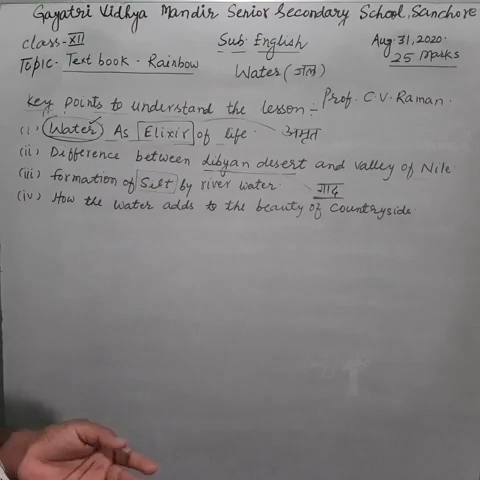 Gayatri Vidhya Mandir Senior Secondary School, Sanchore
Class-XII Sub. English Aug. 31, 2020
Topic. Text book - Rainbow 25 Marks
Water (जल)
Key points to understand the lesson :- Prof. C.V. Raman.
(i) Water As Elixir of life अमृत
(ii) Difference between dibyan desert and valley of Nile
(iii) formation of Silt by river water. गाद
(iv) How the water adds to the beauty of Countryside.